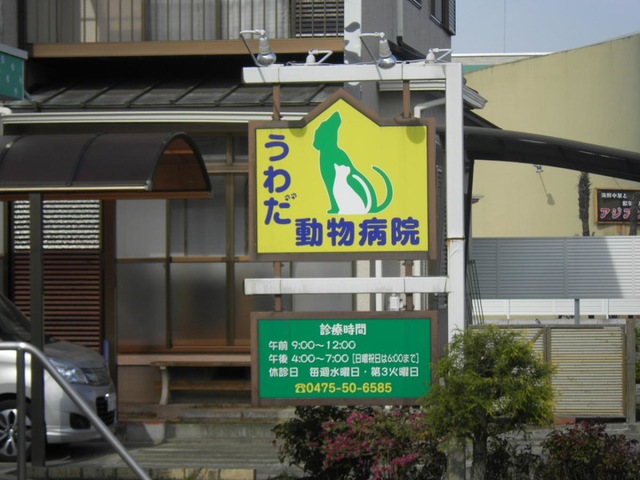 うわだ
動物病院
診療時間
午前 9:00〜12:00
午後 4:00〜7:00 [日曜祝日は6:00まで]
休診日 毎週水曜日・第3火曜日
☎0475-50-6585